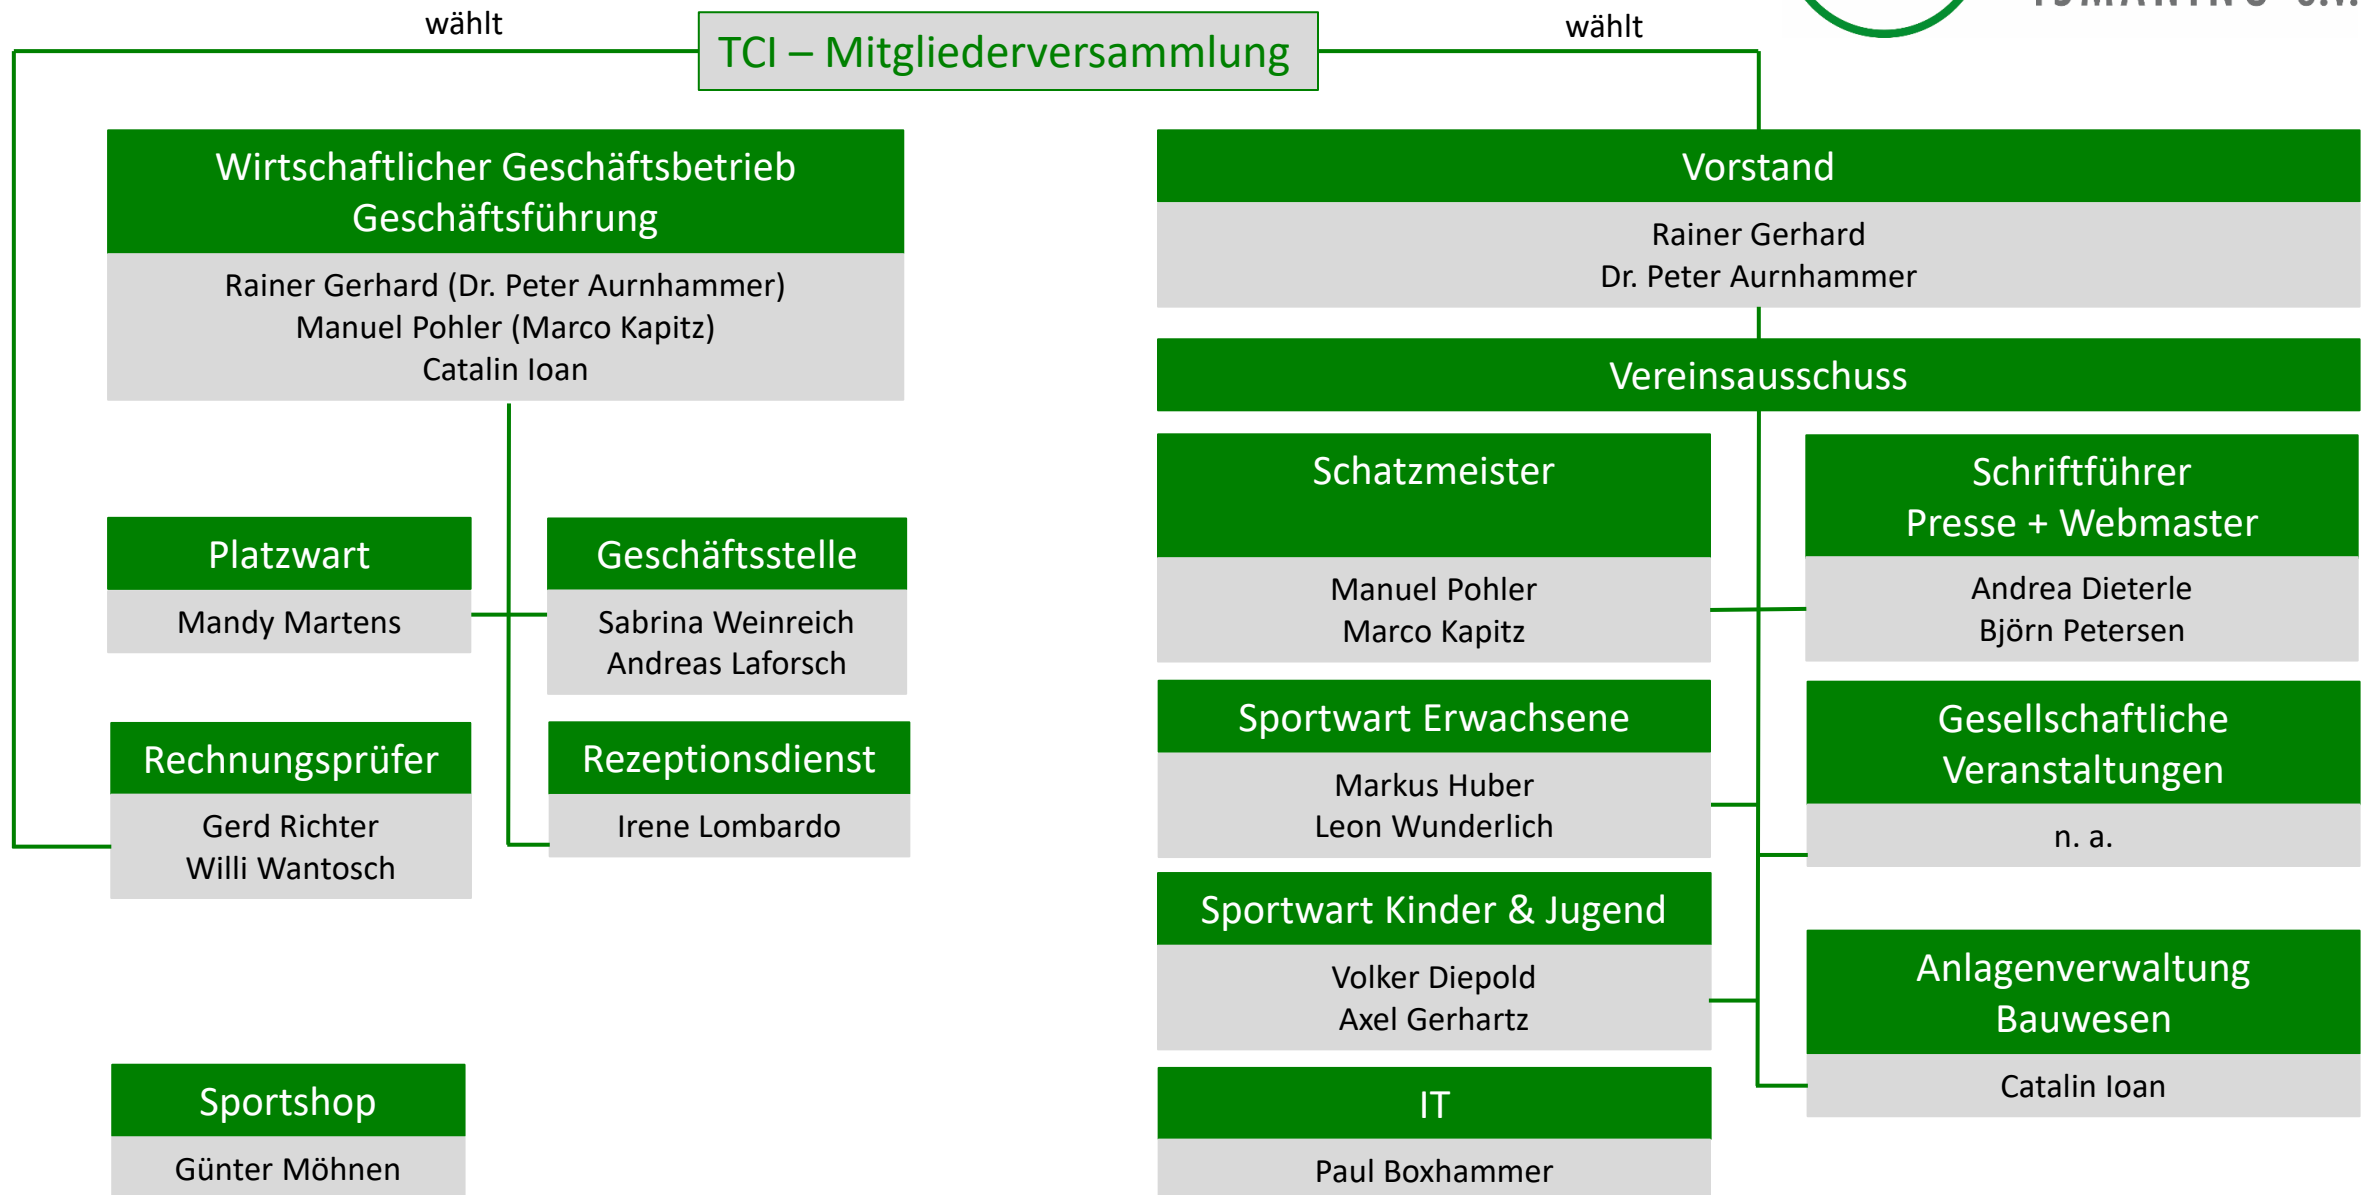 wählt
TCI – Mitgliederversammlung
wählt
Wirtschaftlicher Geschäftsbetrieb
Geschäftsführung
Rainer Gerhard (Dr. Peter Aurnhammer)
Manuel Pohler (Marco Kapitz)
Catalin Ioan
Platzwart
Mandy Martens
Geschäftsstelle
Sabrina Weinreich
Andreas Laforsch
Rechnungsprüfer
Gerd Richter
Willi Wantosch
Rezeptionsdienst
Irene Lombardo
Sportshop
Günter Möhnen
Vorstand
Rainer Gerhard
Dr. Peter Aurnhammer
Vereinsausschuss
Schatzmeister
Manuel Pohler
Marco Kapitz
Schriftführer
Presse + Webmaster
Andrea Dieterle
Björn Petersen
Sportwart Erwachsene
Markus Huber
Leon Wunderlich
Gesellschaftliche
Veranstaltungen
n. a.
Sportwart Kinder & Jugend
Volker Diepold
Axel Gerhartz
Anlagenverwaltung
Bauwesen
Catalin Ioan
IT
Paul Boxhammer